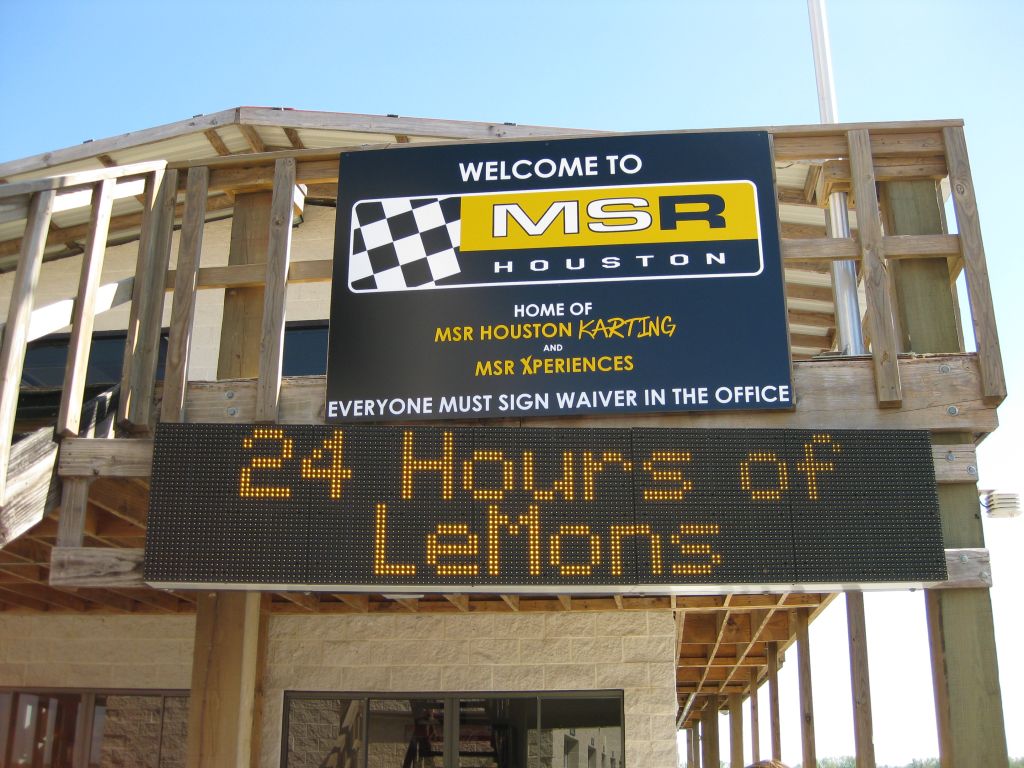 WELCOME TO
MSR
HOUSTON
HOME OF
MSR HOUSTON KARTING
AND
MSR XPERIENCES
EVERYONE MUST SIGN WAIVER IN THE OFFICE
24 Hours of
LeMons